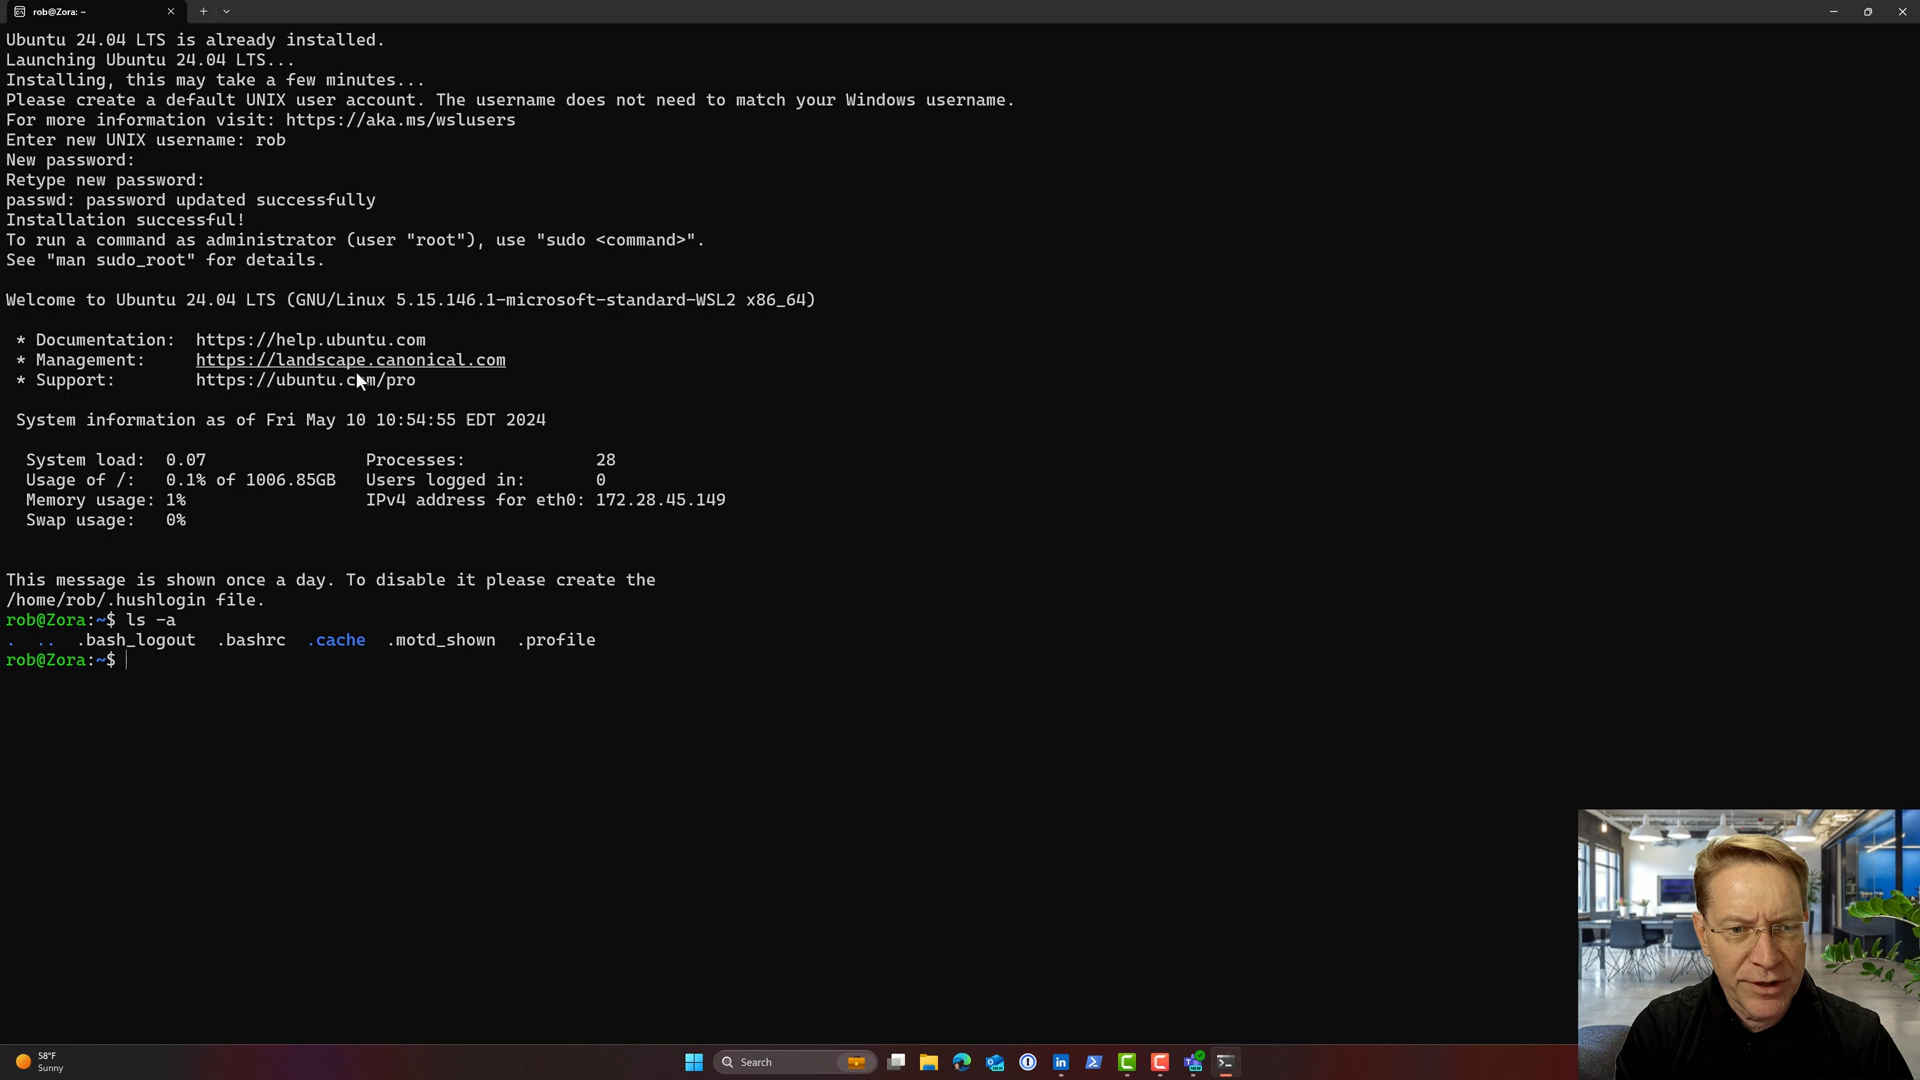 rob@Zora: ~
Ubuntu 24.04 LTS is already installed.
Launching Ubuntu 24.04 LTS...
Installing, this may take a few minutes...
Please create a default UNIX user account. The username does not need to match your Windows username.
For more information visit: https://aka.ms/wslusers
Enter new UNIX username: rob
New password:
Retype new password:
passwd: password updated successfully
Installation successful!
To run a command as administrator (user "root"), use "sudo <command>".
See "man sudo_root" for details.
Welcome to Ubuntu 24.04 LTS (GNU/Linux 5.15.146.1-microsoft-standard-WSL2 x86_64)
* Documentation:  https://help.ubuntu.com
* Management:     https://landscape.canonical.com
* Support:        https://ubuntu.com/pro
System information as of Fri May 10 10:54:55 EDT 2024
System load:  0.07                Processes:             28
Usage of /:   0.1% of 1006.85GB   Users logged in:       0
Memory usage: 1%                  IPv4 address for eth0: 172.28.45.149
Swap usage:   0%
This message is shown once a day. To disable it please create the
/home/rob/.hushlogin file.
rob@Zora:~$ ls -a
.  ..  .bash_logout  .bashrc  .cache  .motd_shown  .profile
rob@Zora:~$
58°F
Sunny
Search